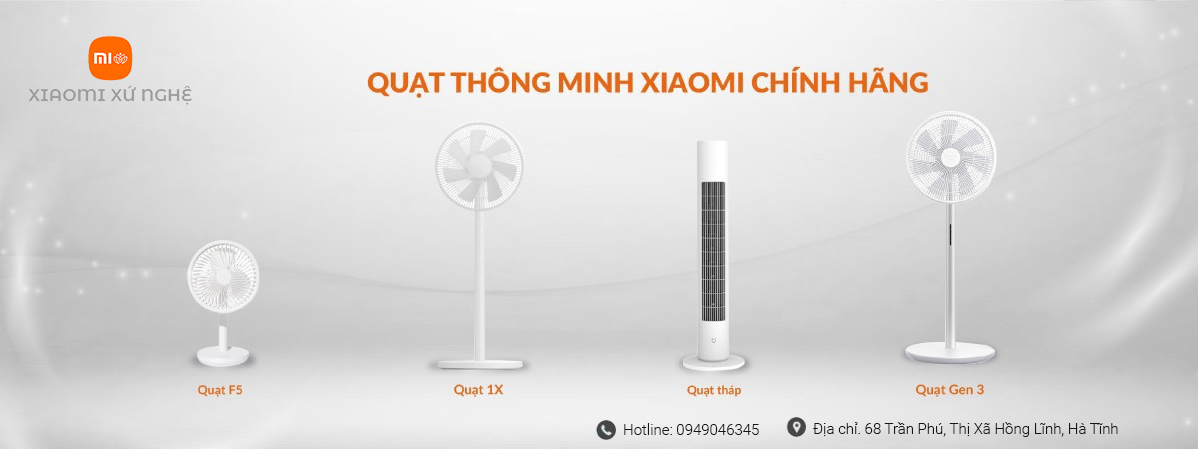 mi
XIAOMI XỨ NGHỆ
QUẠT THÔNG MINH XIAOMI CHÍNH HÃNG
Quạt F5
Quạt 1X
Quạt tháp
Quạt Gen 3
Hotline: 0949046345
Địa chỉ. 68 Trần Phú, Thị Xã Hồng Lĩnh, Hà Tĩnh